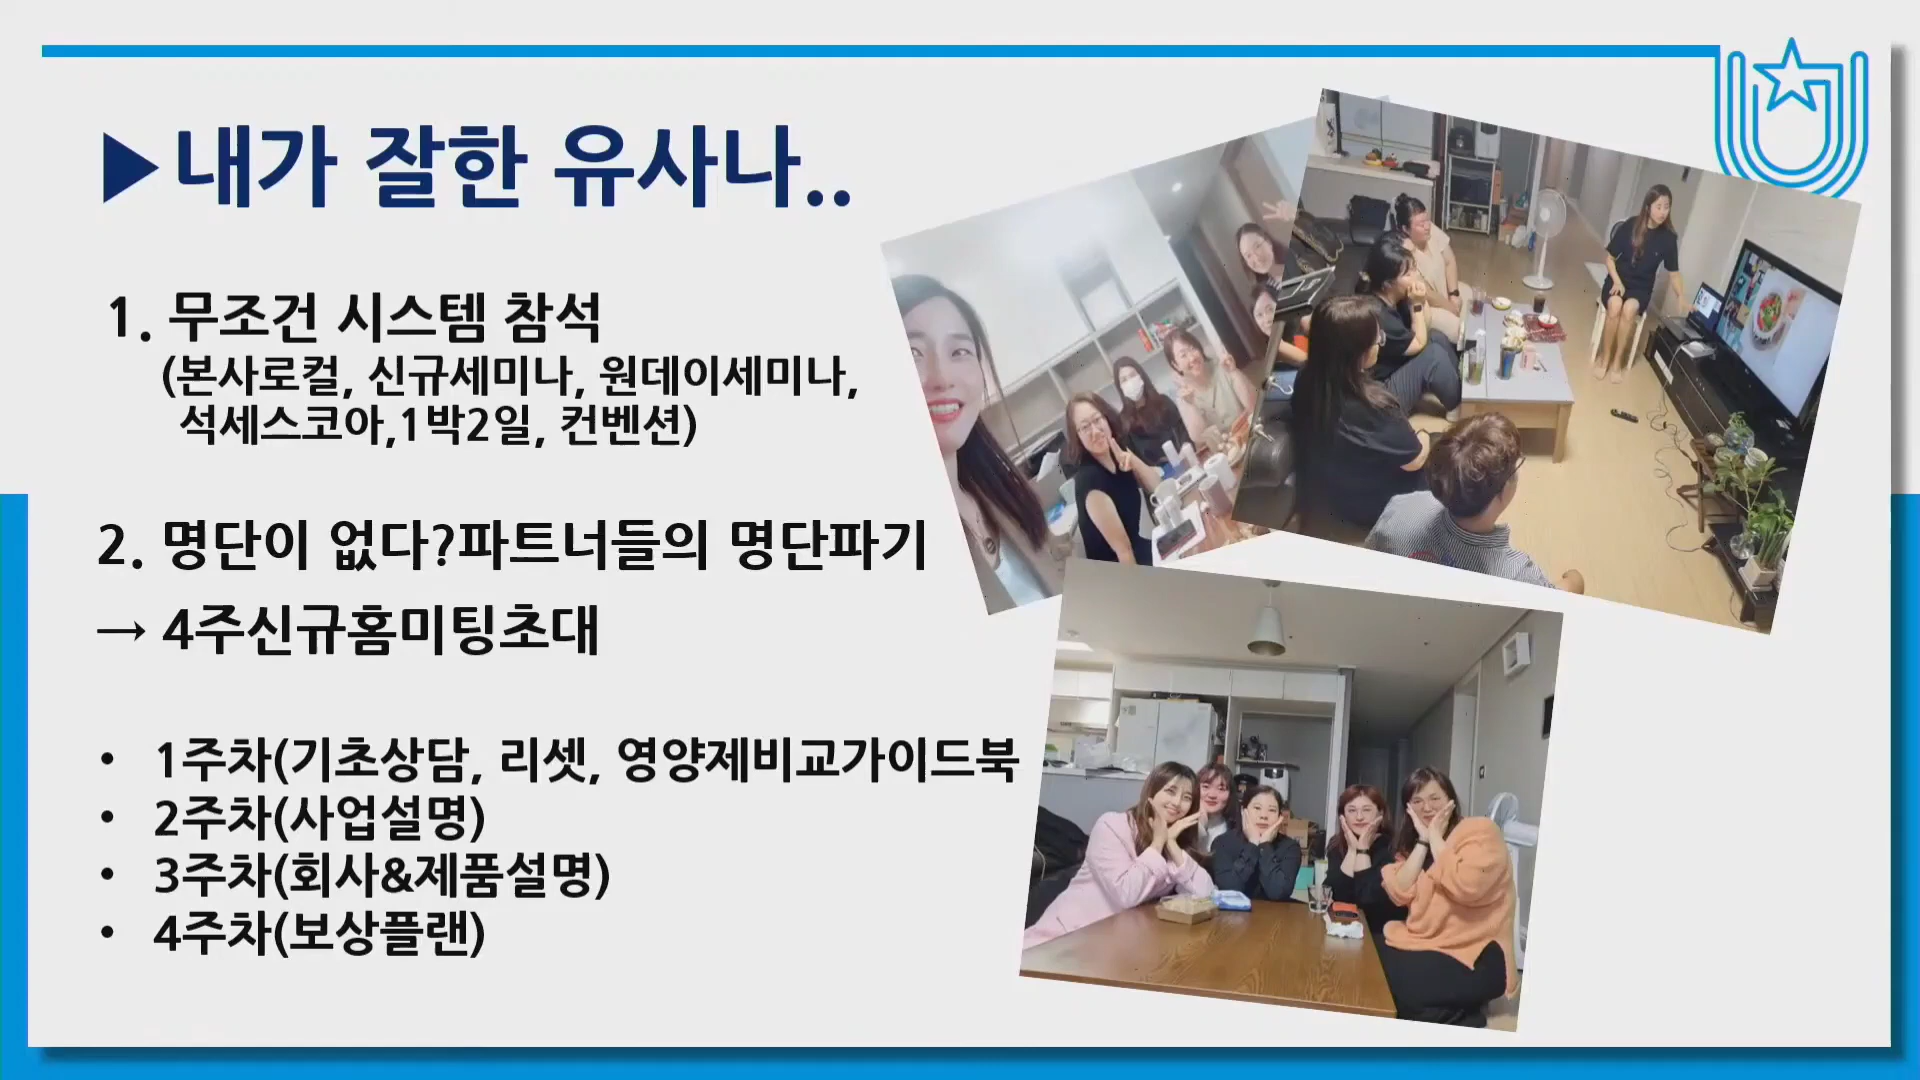 ▶내가 잘한 유사나..
1. 무조건 시스템 참석
(본사로컬, 신규세미나, 원데이세미나,
석세스코아,1박2일, 컨벤션)
2. 명단이 없다?파트너들의 명단파기
→ 4주신규홈미팅초대
• 1주차(기초상담, 리셋, 영양제비교가이드북
• 2주차(사업설명)
• 3주차(회사&제품설명)
• 4주차(보상플랜)